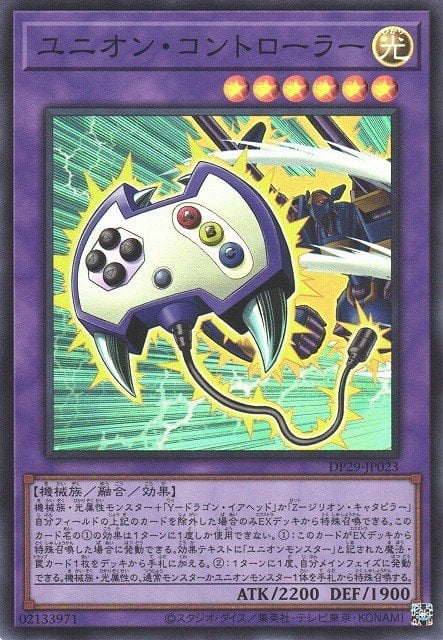 ユニオン・コントローラー
光
A
B
C
DP29-JP023
【機械族／融合／効果】
機械族・光属性モンスター＋「Y－ドラゴン・イアヘッド」か「Z－ジリオン・キャタピラー」
自分フィールドの上記のカードを除外した場合のみEXデッキから特殊召喚できる。この
カード名の①の効果は１ターンに１度しか使用できない。①：このカードがEXデッキから
特殊召喚した場合に発動できる。効果テキストに「ユニオンモンスター」と記された魔法・
罠カード１枚をデッキから手札に加える。②：１ターンに１度、自分メインフェイズに発動
できる。機械族・光属性の、通常モンスターかユニオンモンスター１体を手札から特殊召喚する。
ATK/2200 DEF/1900
02133971
©スタジオ・ダイス／集英社・テレビ東京・KONAMI